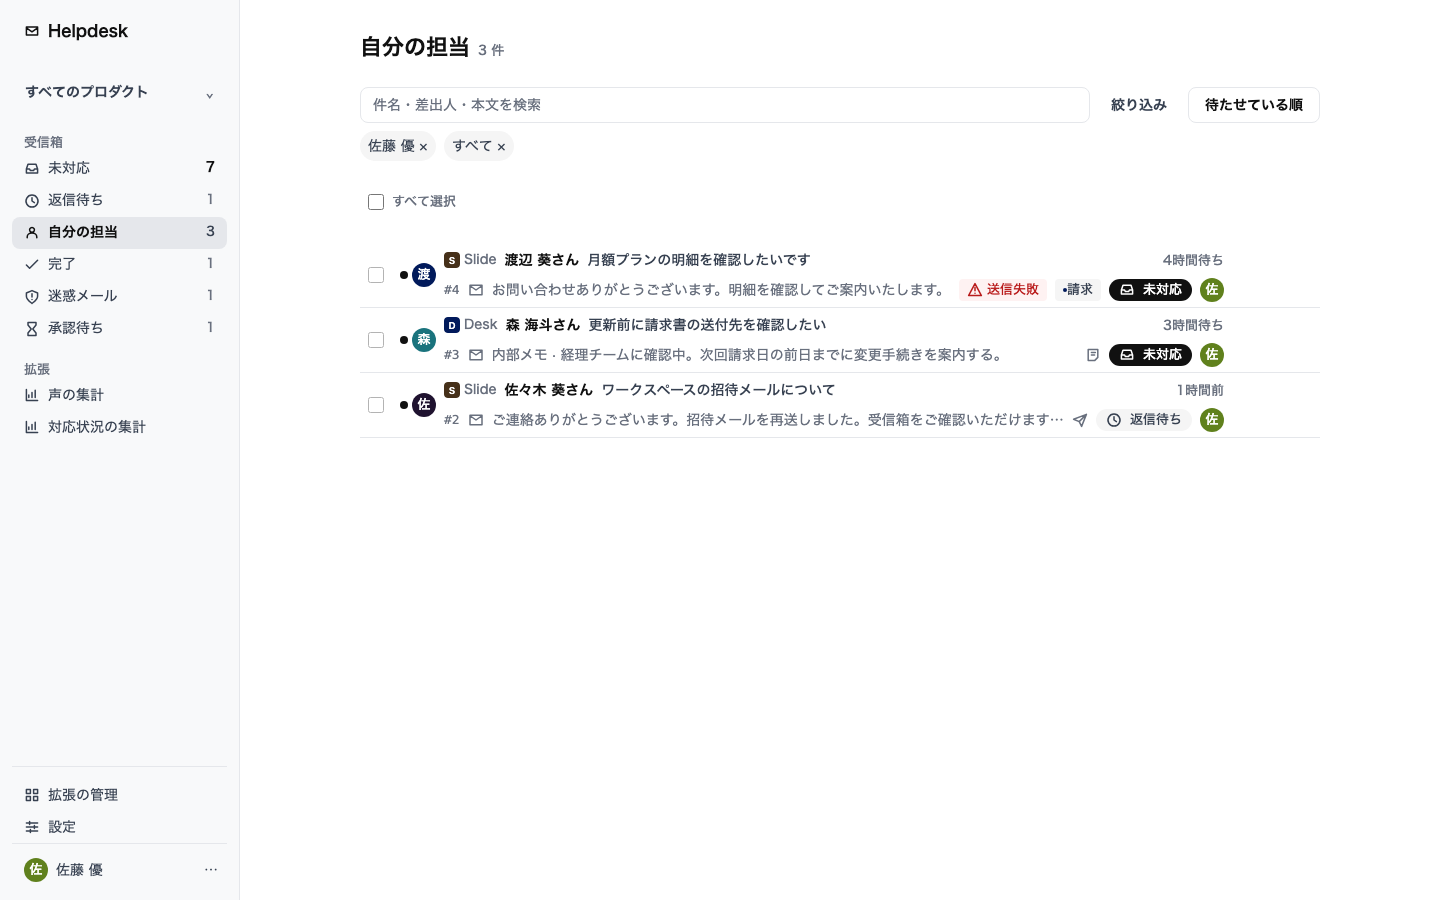 Helpdesk
すべてのプロダクト
受信箱
未対応 7
返信待ち 1
自分の担当 3
完了 1
迷惑メール 1
承認待ち 1
拡張
声の集計
対応状況の集計
拡張の管理
設定
佐 佐藤 優 …
自分の担当 3 件
件名・差出人・本文を検索 絞り込み 待たせている順
佐藤 優 × すべて ×
すべて選択
渡 S Slide 渡辺 葵さん 月額プランの明細を確認したいです 4時間待ち
#4 お問い合わせありがとうございます。明細を確認してご案内いたします。 送信失敗 •請求 未対応 佐
森 D Desk 森 海斗さん 更新前に請求書の送付先を確認したい 3時間待ち
#3 内部メモ · 経理チームに確認中。次回請求日の前日までに変更手続きを案内する。 未対応 佐
佐 S Slide 佐々木 葵さん ワークスペースの招待メールについて 1時間前
#2 ご連絡ありがとうございます。招待メールを再送しました。受信箱をご確認いただけます… 返信待ち 佐